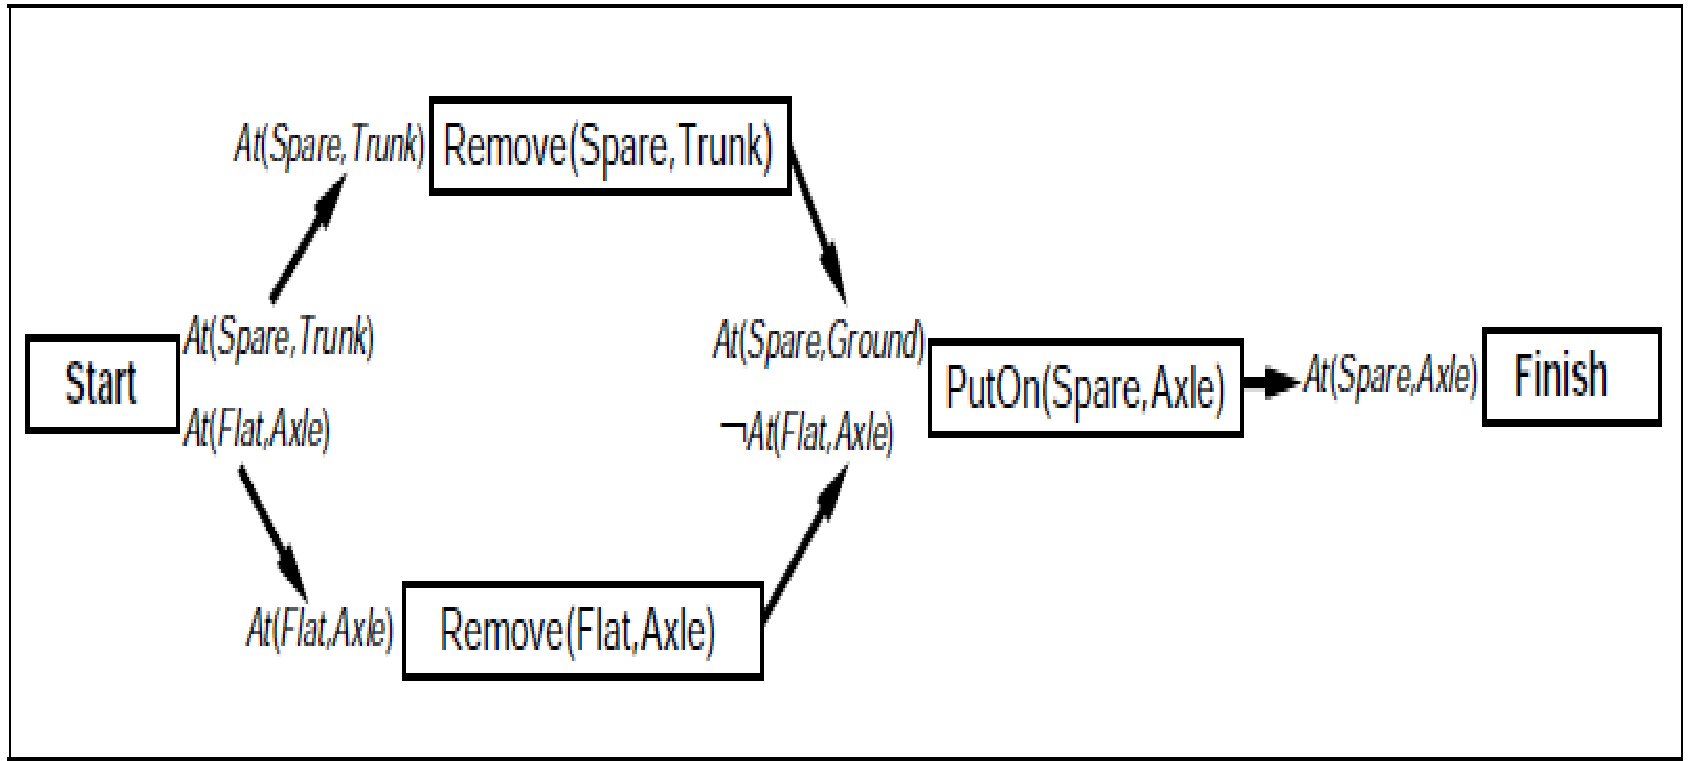 At(Spare,Trunk)
Remove(Spare,Trunk)
Start
At(Spare,Trunk)
At(Flat,Axle)
At(Spare,Ground)
¬At(Flat,Axle)
PutOn(Spare,Axle)
At(Spare,Axle)
Finish
At(Flat,Axle)
Remove(Flat,Axle)